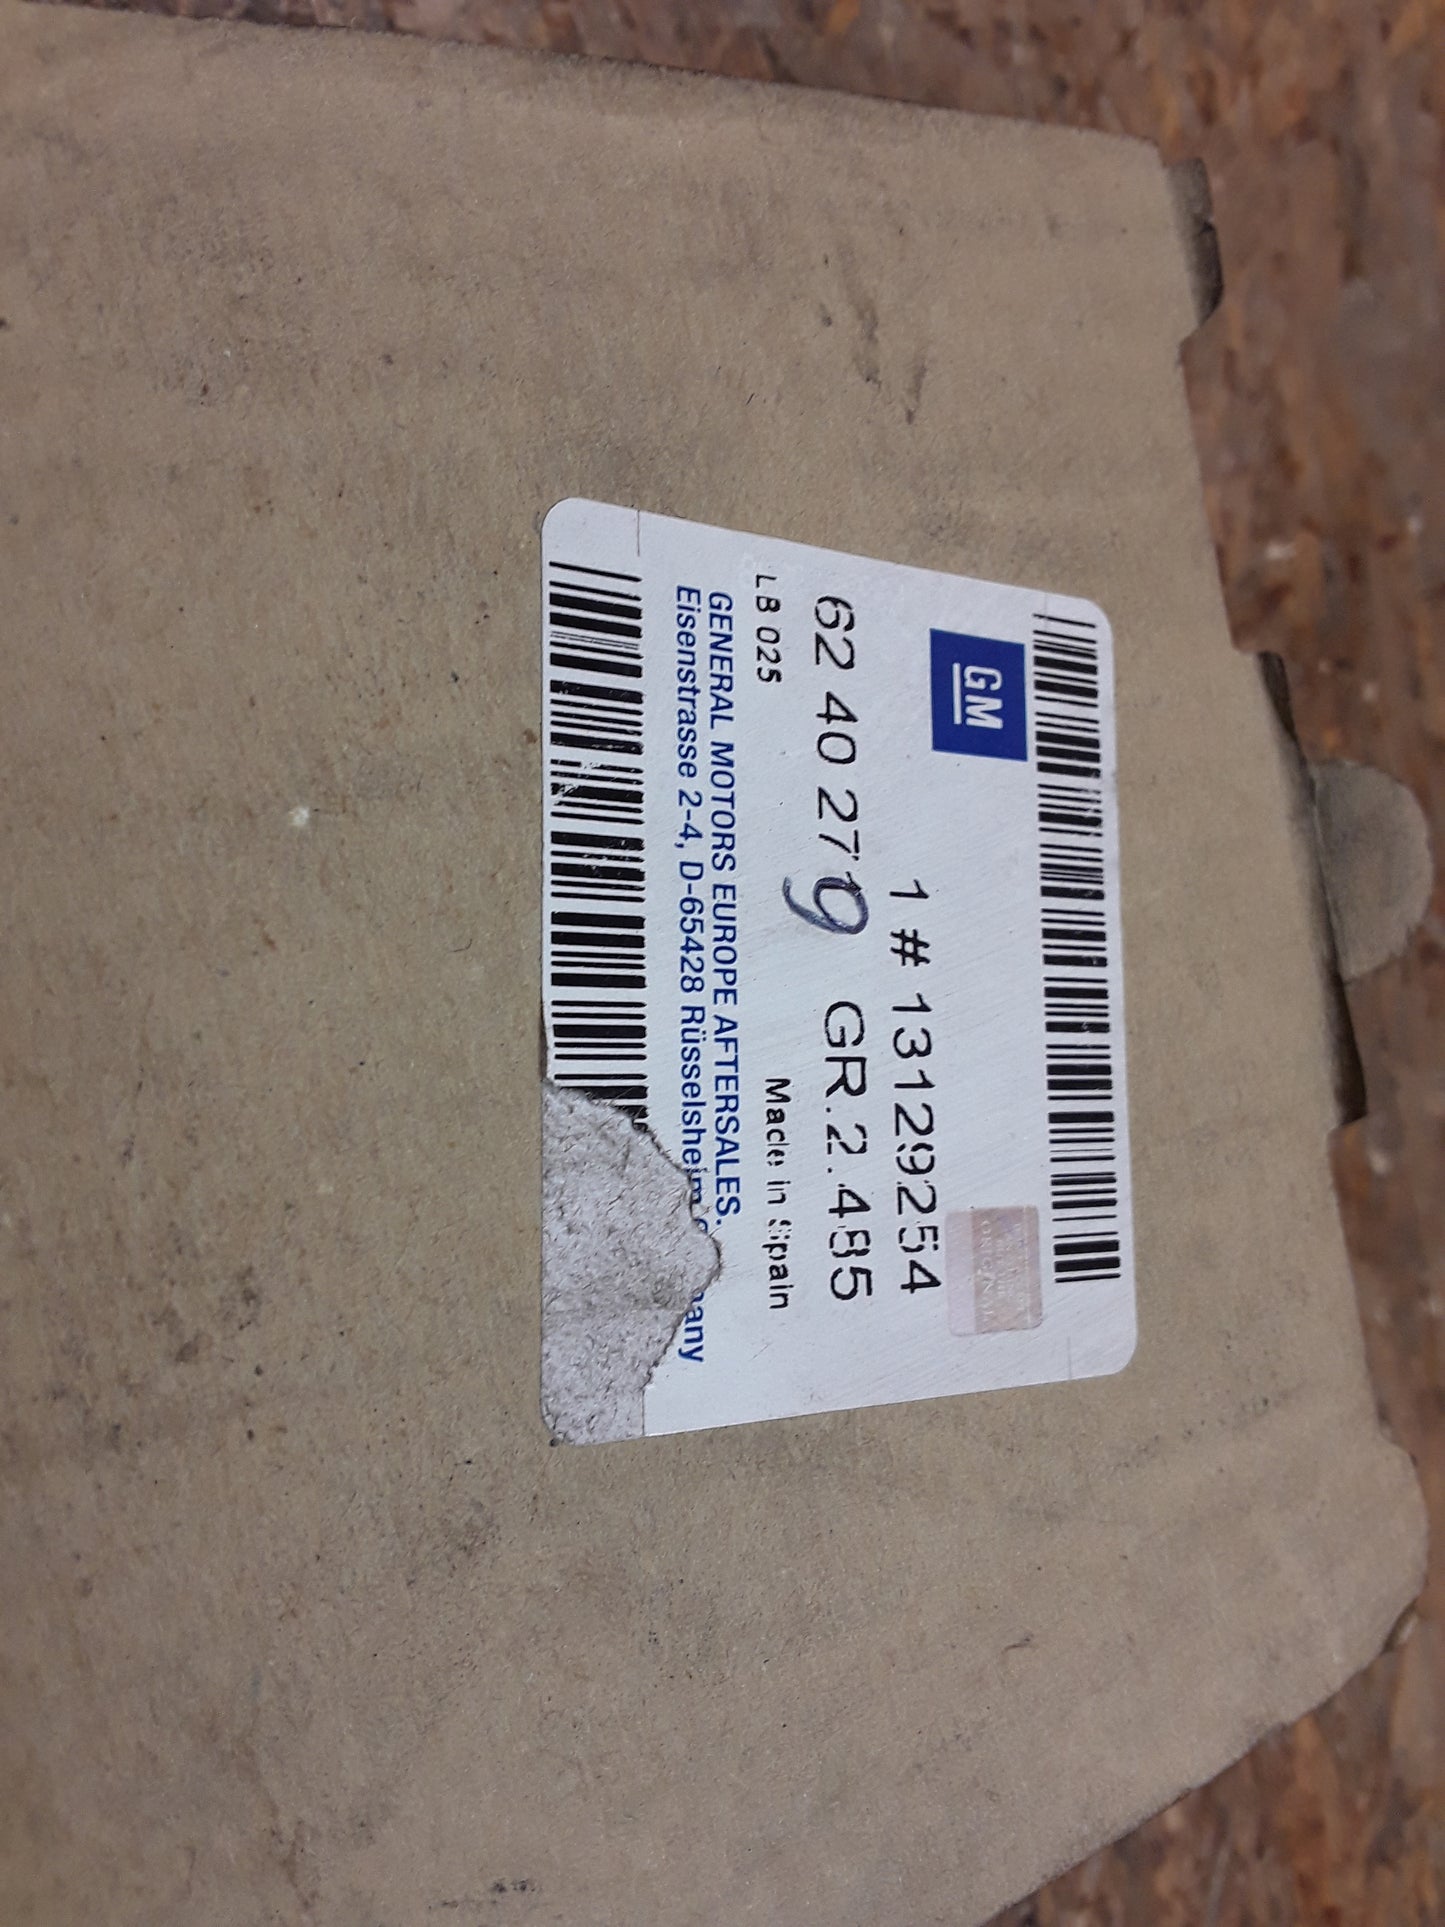 GM
1 # 13129254
62 40 279 GR.2.485
LB 025 Made in Spain
GENERAL MOTORS EUROPE AFTERSALES.
Eisenstrasse 2-4, D-65428 Rüsselsheim